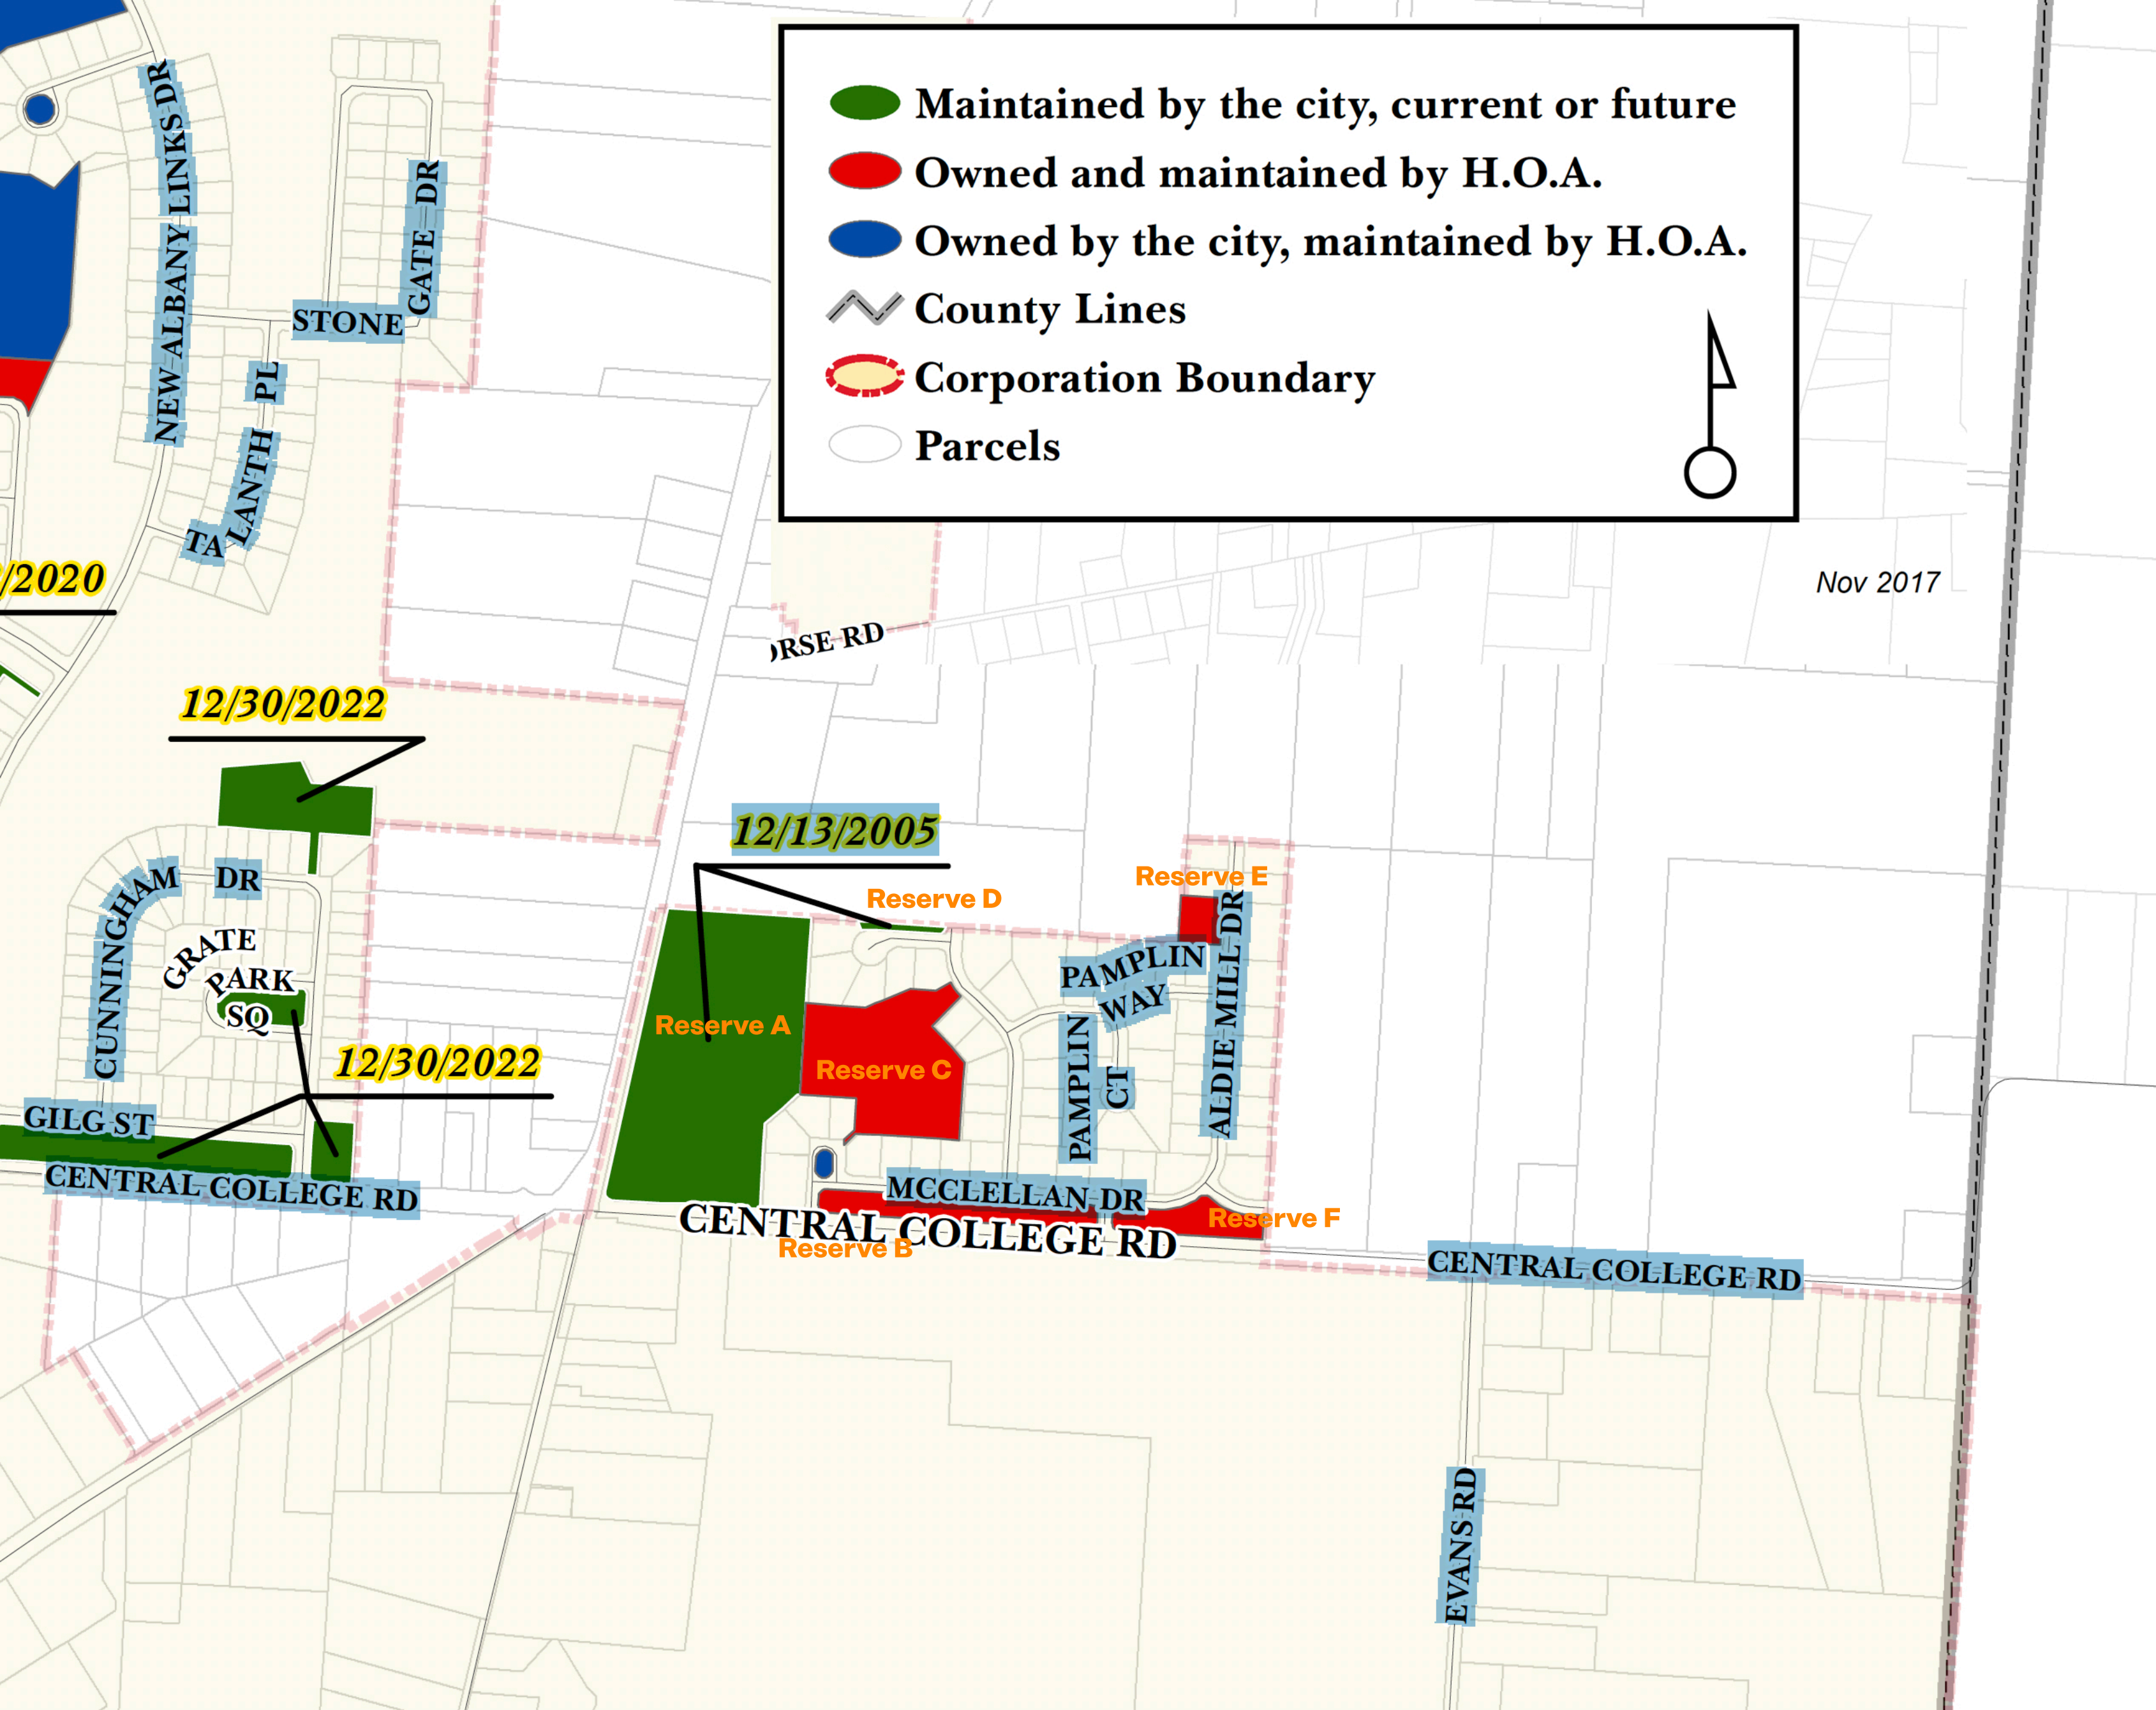 Maintained by the city, current or future
Owned and maintained by H.O.A.
Owned by the city, maintained by H.O.A.
County Lines
Corporation Boundary
Parcels
Nov 2017
NEW ALBANY LINKS DR
STONE GATE DR
TALANTH PL
/2020
ORSE RD
12/30/2022
12/13/2005
CUNNINGHAM DR
GRATE
PARK
SQ
12/30/2022
GILG ST
CENTRAL COLLEGE RD
Reserve D
Reserve E
Reserve A
Reserve C
PAMPLIN
WAY
PAMPLIN
CT
ALDIE MILL DR
MCCLELLAN DR
CENTRAL COLLEGE RD
Reserve B
Reserve F
CENTRAL COLLEGE RD
EVANS RD